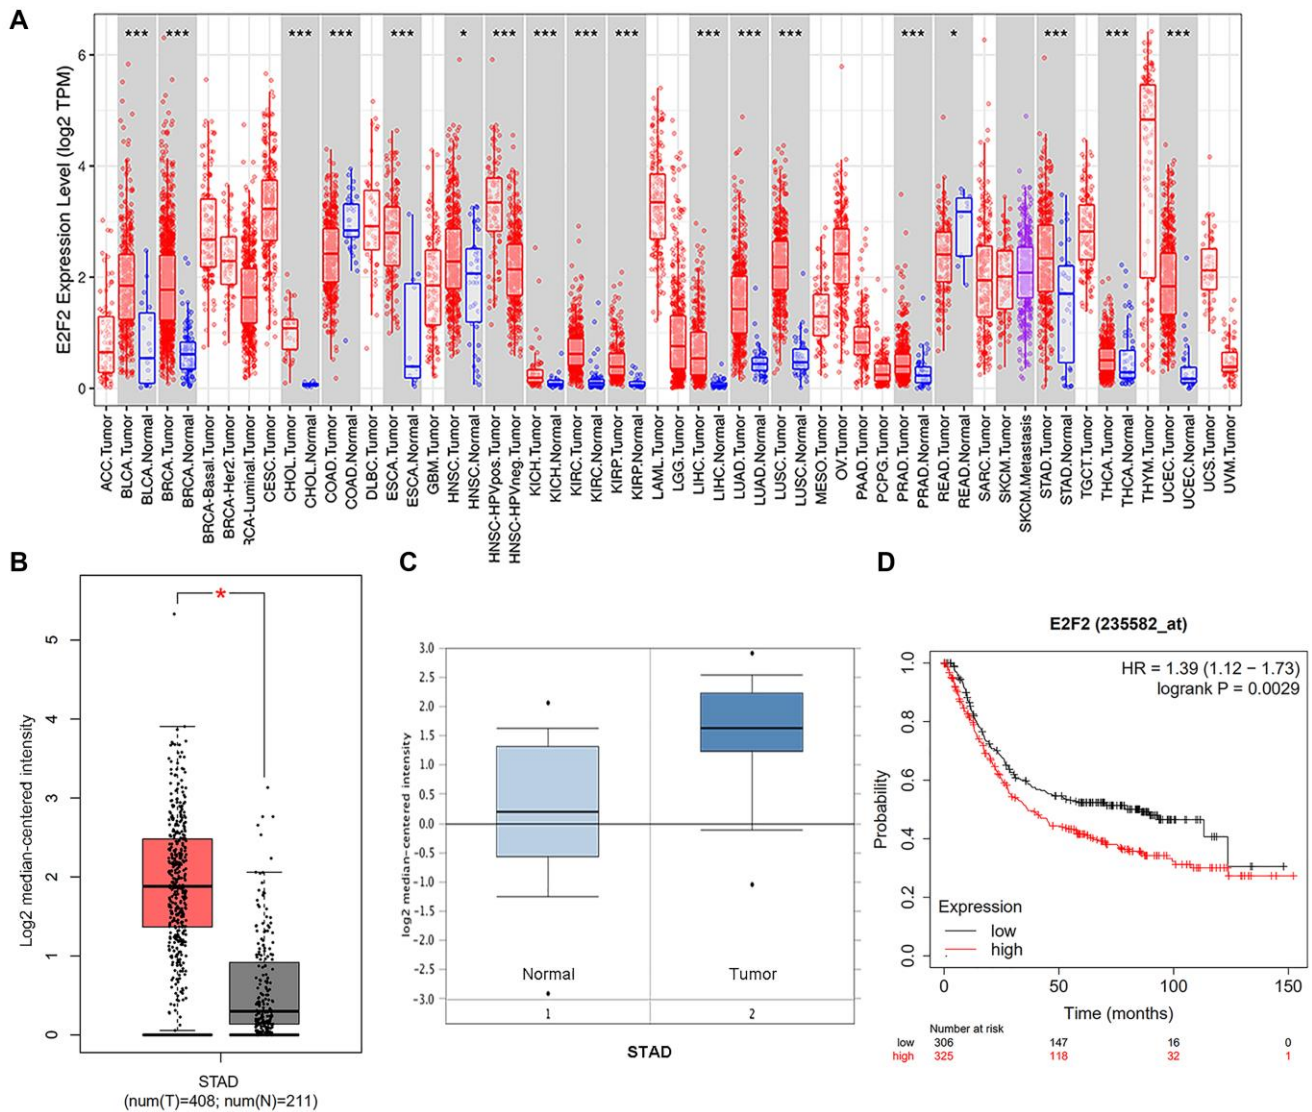 A
E2F2 Expression Level (log2 TPM)
6
4
2
0
*** *** *** *** *** * *** *** *** *** *** *** *** *** * *** *** ***
ACC.Tumor
BLCA.Tumor
BLCA.Normal
BRCA.Tumor
BRCA.Normal
BRCA-Basal.Tumor
BRCA-Her2.Tumor
RCA-Luminal.Tumor
CESC.Tumor
CHOL.Tumor
CHOL.Normal
COAD.Tumor
COAD.Normal
DLBC.Tumor
ESCA.Tumor
ESCA.Normal
GBM.Tumor
HNSC.Tumor
HNSC.Normal
HNSC-HPVpos.Tumor
HNSC-HPVneg.Tumor
KICH.Tumor
KICH.Normal
KIRC.Tumor
KIRC.Normal
KIRP.Tumor
KIRP.Normal
LAML.Tumor
LGG.Tumor
LIHC.Tumor
LIHC.Normal
LUAD.Tumor
LUAD.Normal
LUSC.Tumor
LUSC.Normal
MESO.Tumor
OV.Tumor
PAAD.Tumor
PCPG.Tumor
PRAD.Tumor
PRAD.Normal
READ.Tumor
READ.Normal
SARC.Tumor
SKCM.Tumor
SKCM.Metastasis
STAD.Tumor
STAD.Normal
TGCT.Tumor
THCA.Tumor
THCA.Normal
THYM.Tumor
UCEC.Tumor
UCEC.Normal
UCS.Tumor
UVM.Tumor
B
*
Log2 median-centered intensity
5
4
3
2
1
0
STAD
(num(T)=408; num(N)=211)
C
log2 median-centered intensity
3.0
2.5
2.0
1.5
1.0
0.5
0.0
-0.5
-1.0
-1.5
-2.0
-2.5
-3.0
Normal
Tumor
1
2
STAD
D
E2F2 (235582_at)
HR = 1.39 (1.12 − 1.73)
logrank P = 0.0029
Probability
1.0
0.8
0.6
0.4
0.2
0.0
Expression
low
high
0 50 100 150
Time (months)
Number at risk
low 306 147 16 0
high 325 118 32 1